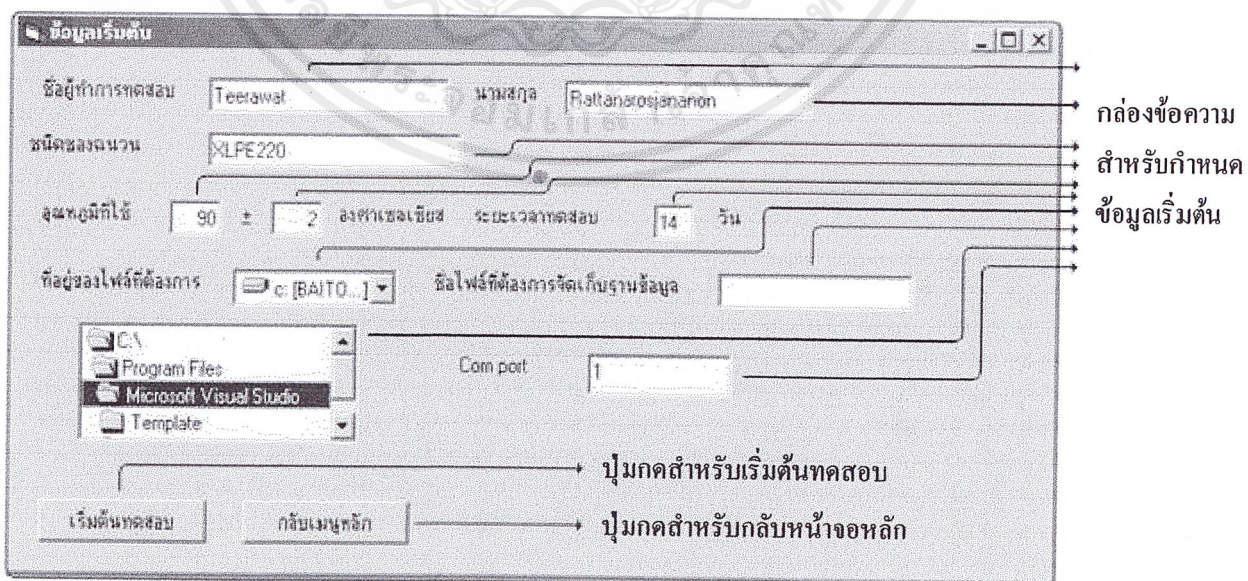 ข้อมูลเริ่มต้น
ชื่อผู้ทำการทดสอบ Teerawat นามสกุล Rattanarosjananon
กล่องข้อความ
ชนิดของฉนวน XLPE220
สำหรับกำหนด
อุณหภูมิที่ใช้ 90 ± 2 องศาเซลเซียส ระยะเวลาทดสอบ 14 วัน
ข้อมูลเริ่มต้น
ที่อยู่ของไฟล์ที่ต้องการ c: [BAITO...] ชื่อไฟล์ที่ต้องการจัดเก็บฐานข้อมูล
C:\
Program Files
Com port 1
Microsoft Visual Studio
Template
ปุ่มกดสำหรับเริ่มต้นทดสอบ
เริ่มต้นทดสอบ กลับเมนูหลัก
ปุ่มกดสำหรับกลับหน้าจอหลัก